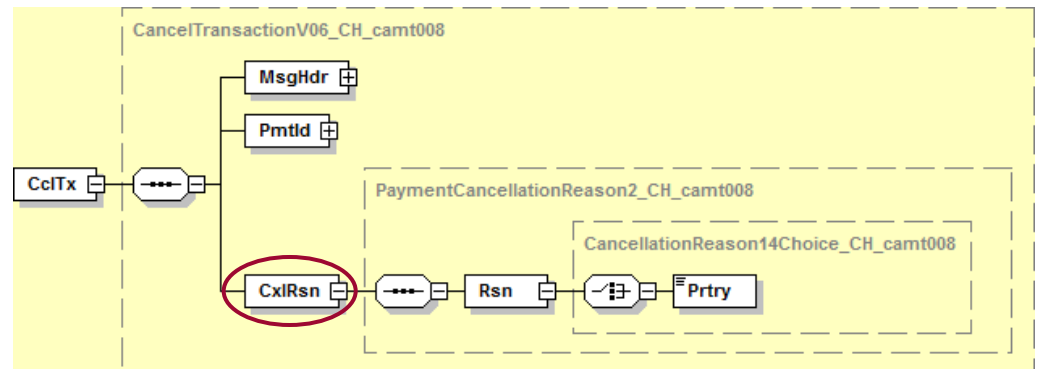 CancelTransactionV06_CH_camt008
MsgHdr
PmtId
CclTx
PaymentCancellationReason2_CH_camt008
CancellationReason14Choice_CH_camt008
CxlRsn
Rsn
Prtry